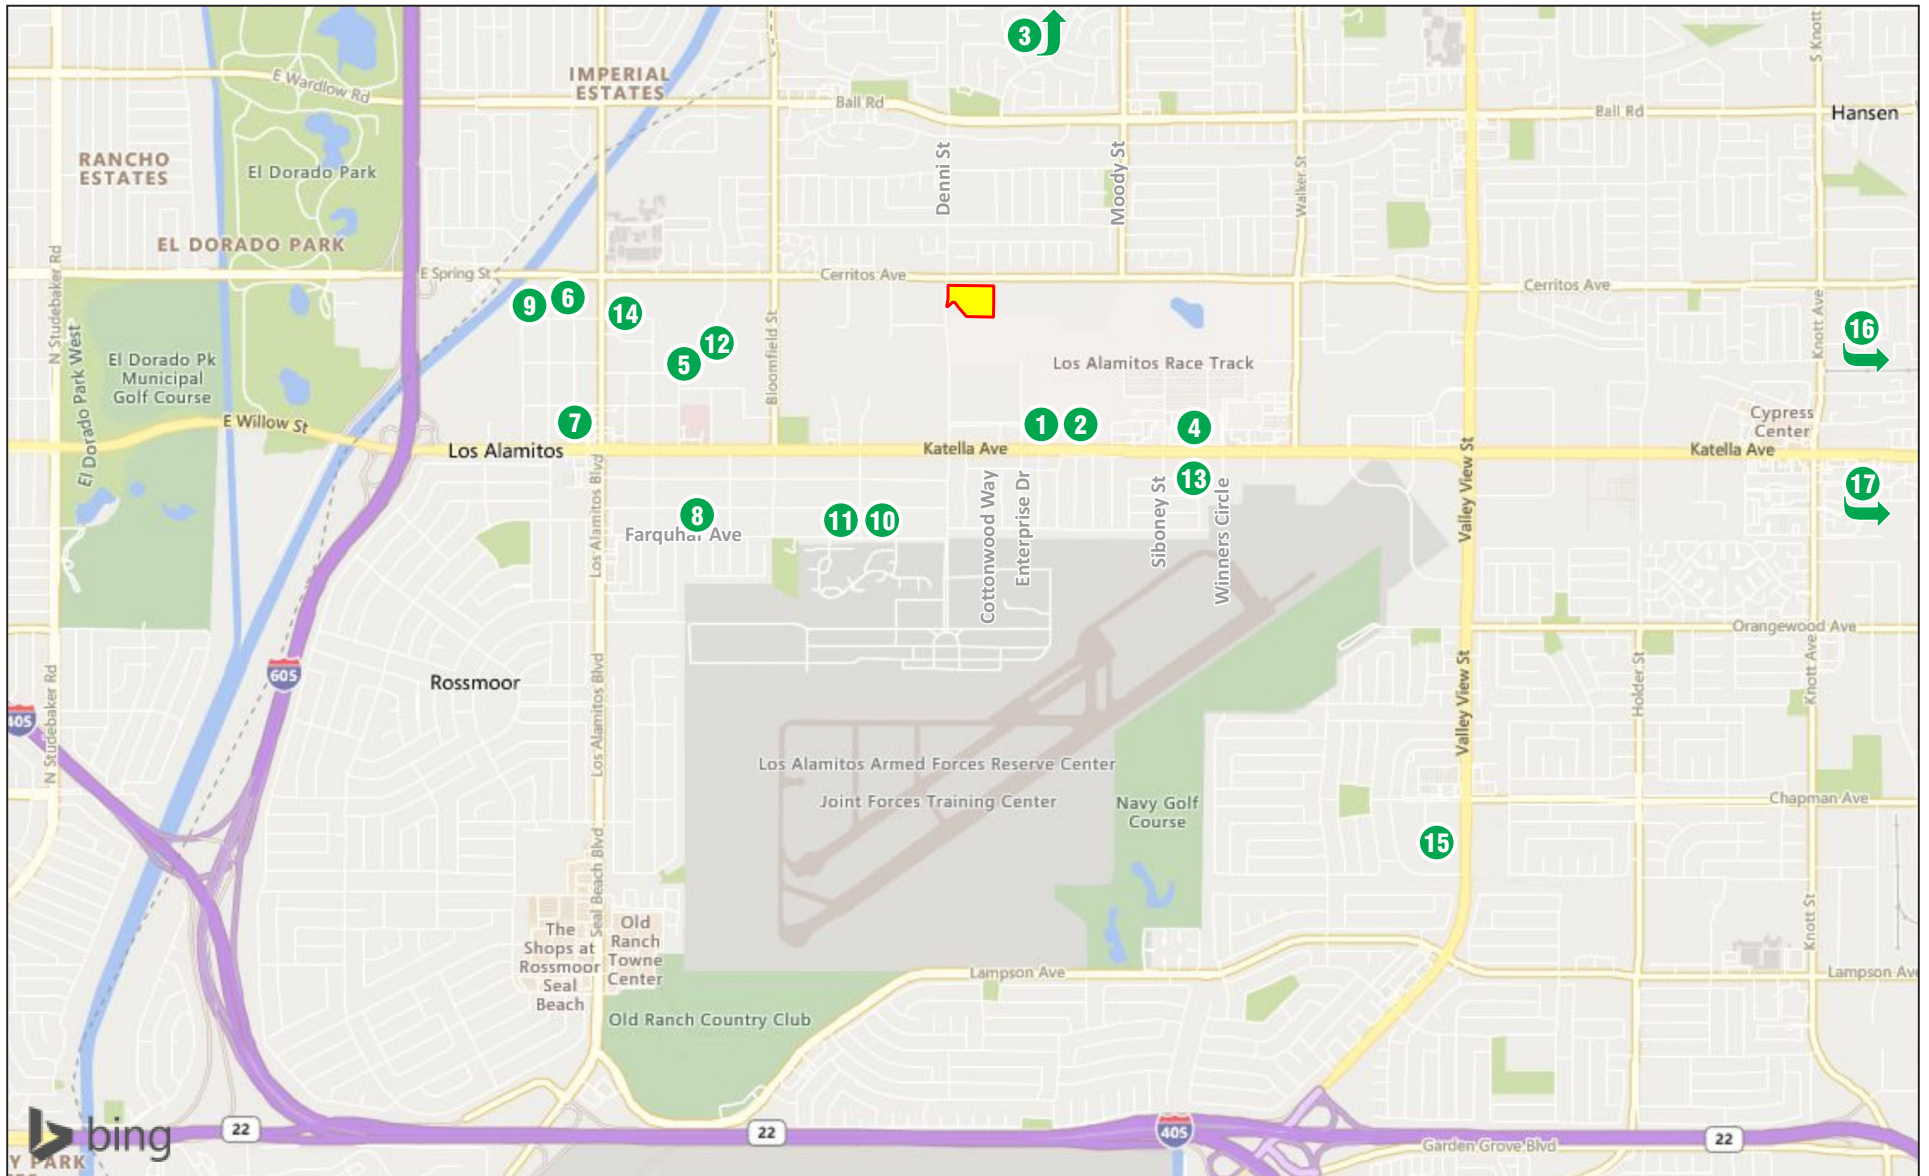 3
IMPERIAL
ESTATES
E Wardlow Rd
Ball Rd
Ball Rd
S Knott
Hansen
RANCHO
ESTATES
El Dorado Park
Denni St
Moody St
Walker St
EL DORADO PARK
N Studebaker Rd
E Spring St
Cerritos Ave
Cerritos Ave
9
6
14
12
5
16
Knott Ave
Bloomfield St
El Dorado Park West
El Dorado Pk
Municipal
Golf Course
Los Alamitos Race Track
E Willow St
7
1
2
4
Cypress
Center
Los Alamitos
Katella Ave
Katella Ave
Valley View St
Los Alamitos Blvd
Cottonwood Way
Enterprise Dr
Siboney St
13
Winners Circle
17
8
Farquhar Ave
11
10
Orangewood Ave
605
Rossmoor
405
N Studebaker Rd
Los Alamitos Blvd
Valley View St
Holder St
Knott Ave
Los Alamitos Armed Forces Reserve Center
Joint Forces Training Center
Navy Golf
Course
Chapman Ave
15
Seal Beach Blvd
The
Shops at
Rossmoor
Seal
Beach
Old
Ranch
Towne
Center
Knott St
Lampson Ave
Lampson Av
Old Ranch Country Club
bing
22
22
405
22
Garden Grove Blvd
Y PARK